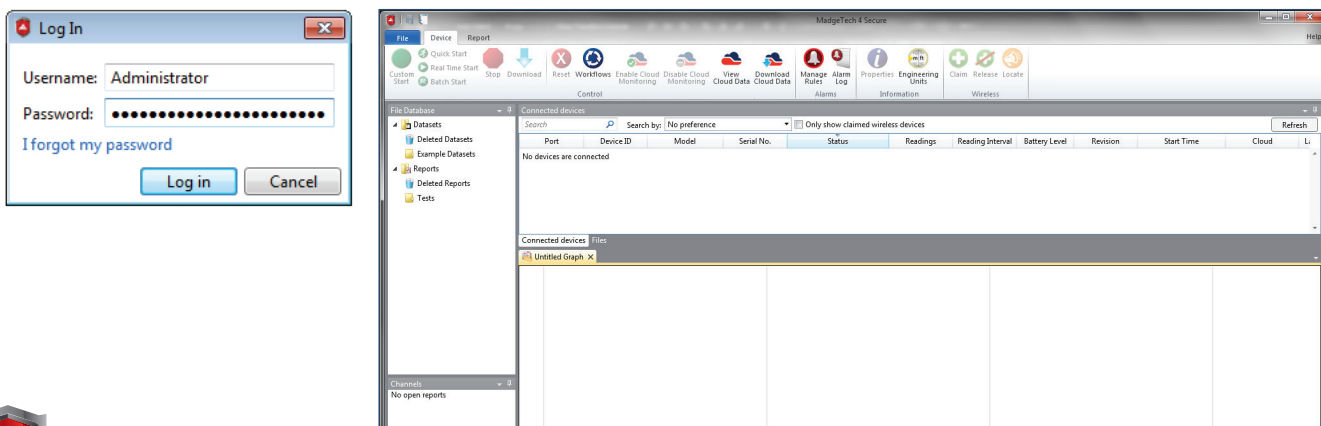 Log In
Username: Administrator
Password: ●●●●●●●●●●●●●●●●●●●●●●●●
I forgot my password
Log in Cancel
MadgeTech 4 Secure
File Device Report Help
Quick Start
Real Time Start
Batch Start
Custom Start
Stop
Download
Reset
Workflows
Enable Cloud Monitoring
Disable Cloud Monitoring
View Cloud Data
Download Cloud Data
Manage Rules
Alarm Log
Properties
Engineering Units
Claim Release Locate
Control Alarms Information Wireless
File Database
Datasets
Deleted Datasets
Example Datasets
Reports
Deleted Reports
Tests
Connected devices
Search Search by: No preference Only show claimed wireless devices Refresh
Port Device ID Model Serial No. Status Readings Reading Interval Battery Level Revision Start Time Cloud
No devices are connected
Connected devices Files
Untitled Graph
Channels
No open reports